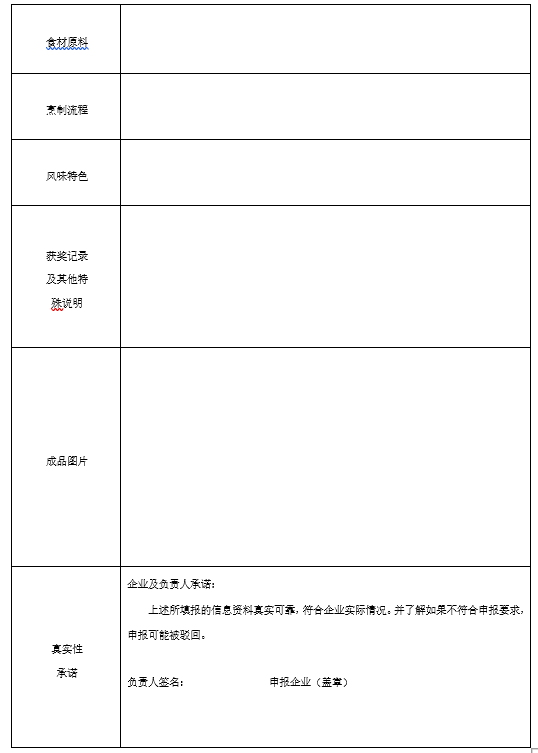 食材原料
烹制流程
风味特色
获奖记录
及其他特
殊说明
成品图片
真实性
承诺
企业及负责人承诺：
上述所填报的信息资料真实可靠，符合企业实际情况。并了解如果不符合申报要求，
申报可能被驳回。
负责人签名： 申报企业（盖章）